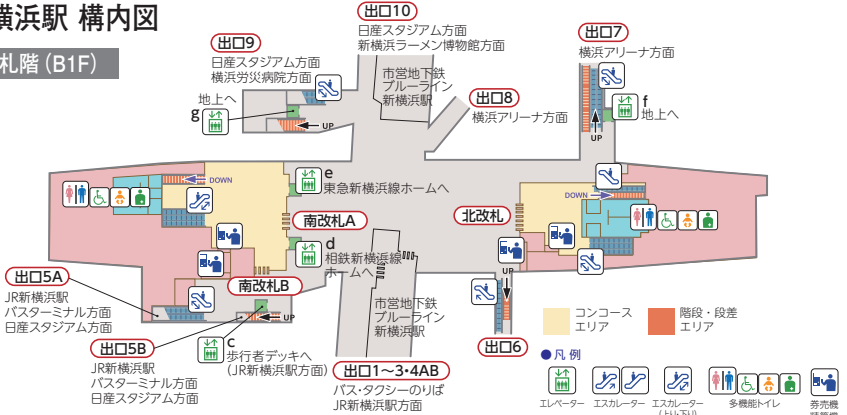 横浜駅 構内図
札階（B1F）
出口10
日産スタジアム方面
新横浜ラーメン博物館方面
出口9
日産スタジアム方面
横浜労災病院方面
地上へ
g
UP
市営地下鉄
ブルーライン
新横浜駅
出口8
横浜アリーナ方面
出口7
横浜アリーナ方面
f
地上へ
UP
DOWN
e
東急新横浜線ホームへ
南改札A
d
相鉄新横浜線
ホームへ
北改札
DOWN
UP
出口5A
JR新横浜駅
バスターミナル方面
日産スタジアム方面
南改札B
UP
出口5B
JR新横浜駅
バスターミナル方面
日産スタジアム方面
c
歩行者デッキへ
(JR新横浜駅方面)
市営地下鉄
ブルーライン
新横浜駅
出口1〜3・4AB
バス・タクシーのりば
JR新横浜駅方面
出口6
コンコース
エリア
階段・段差
エリア
●凡例
エレベーター
エスカレーター
エスカレーター
多機能トイレ
券売機